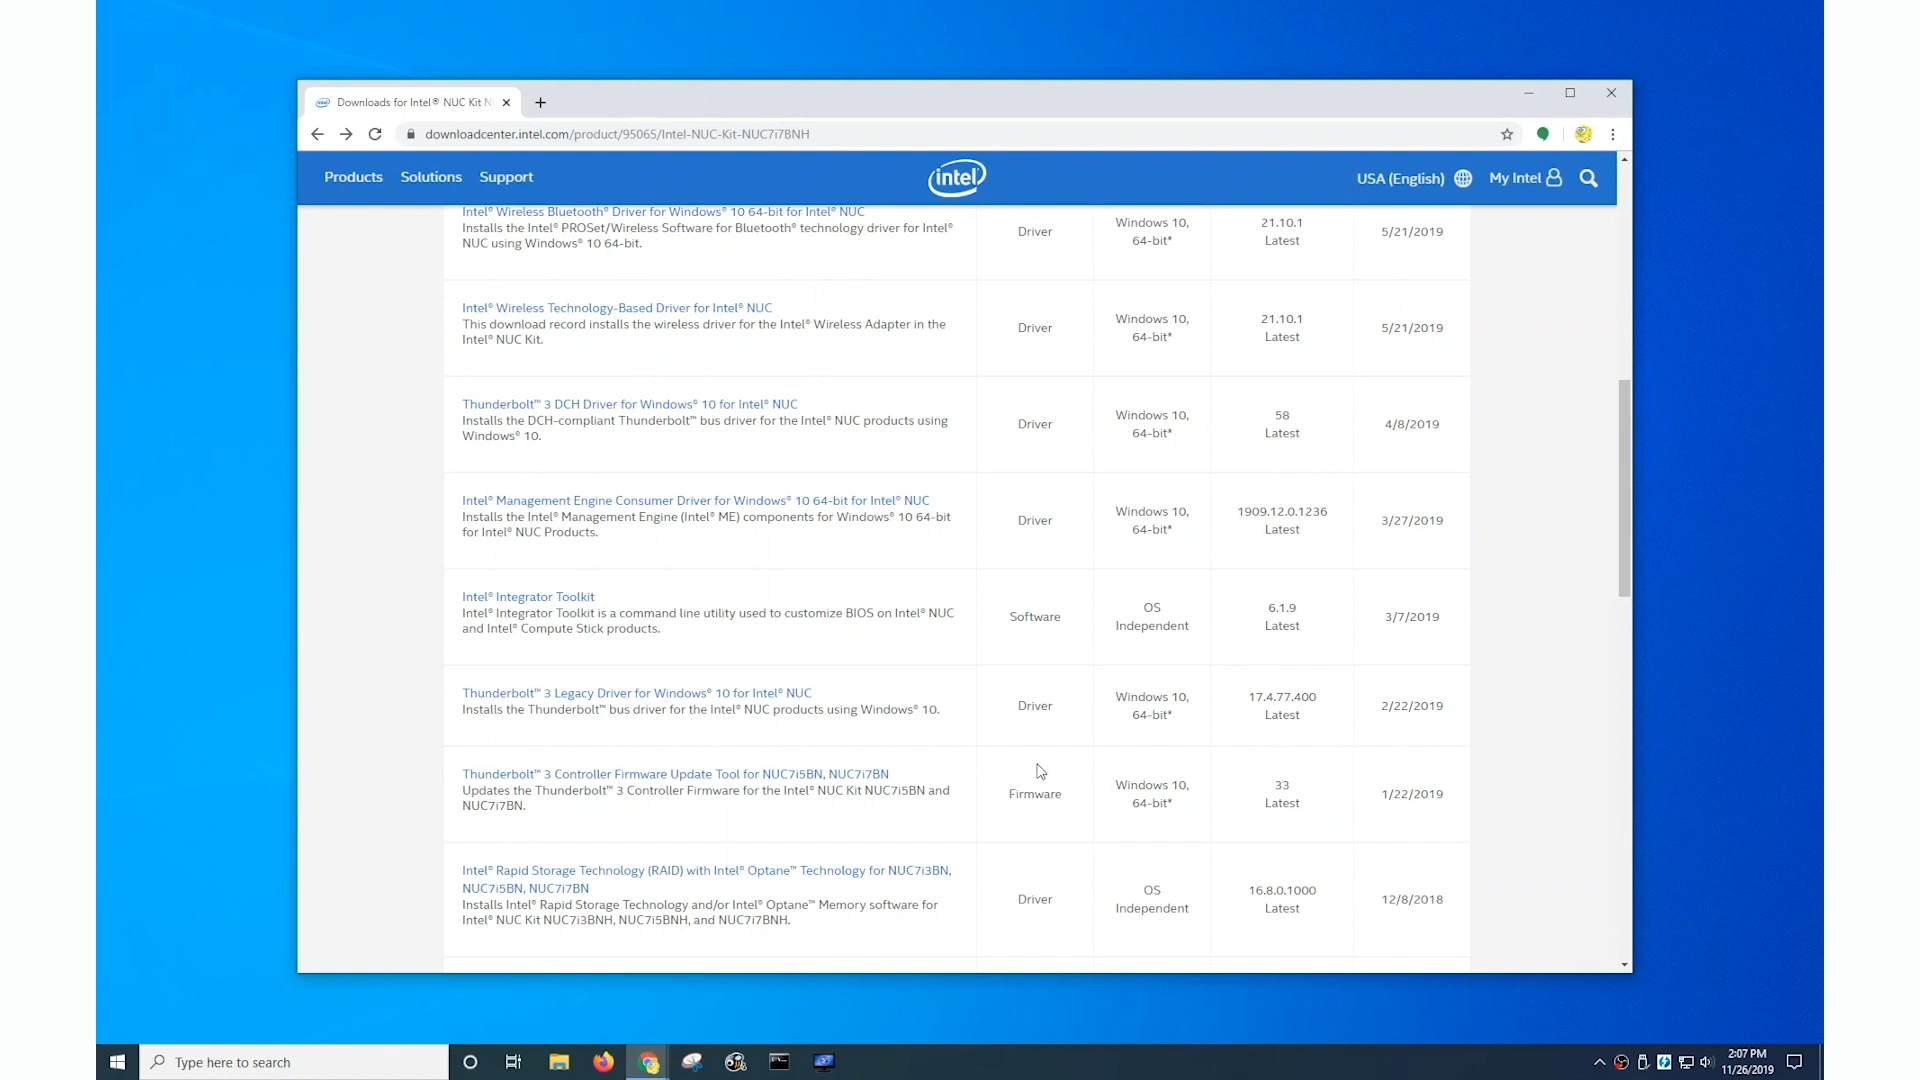 Downloads for Intel® NUC Kit N
downloadcenter.intel.com/product/95065/Intel-NUC-Kit-NUC7i7BNH
Products Solutions Support
intel
USA (English) My Intel
Intel® Wireless Bluetooth® Driver for Windows® 10 64-bit for Intel® NUC
Installs the Intel® PROSet/Wireless Software for Bluetooth® technology driver for Intel®
NUC using Windows® 10 64-bit.
Driver
Windows 10,
64-bit*
21.10.1
Latest
5/21/2019
Intel® Wireless Technology-Based Driver for Intel® NUC
This download record installs the wireless driver for the Intel® Wireless Adapter in the
Intel® NUC Kit.
Driver
Windows 10,
64-bit*
21.10.1
Latest
5/21/2019
Thunderbolt™ 3 DCH Driver for Windows® 10 for Intel® NUC
Installs the DCH-compliant Thunderbolt™ bus driver for the Intel® NUC products using
Windows® 10.
Driver
Windows 10,
64-bit*
58
Latest
4/8/2019
Intel® Management Engine Consumer Driver for Windows® 10 64-bit for Intel® NUC
Installs the Intel® Management Engine (Intel® ME) components for Windows® 10 64-bit
for Intel® NUC Products.
Driver
Windows 10,
64-bit*
1909.12.0.1236
Latest
3/27/2019
Intel® Integrator Toolkit
Intel® Integrator Toolkit is a command line utility used to customize BIOS on Intel® NUC
and Intel® Compute Stick products.
Software
OS
Independent
6.1.9
Latest
3/7/2019
Thunderbolt™ 3 Legacy Driver for Windows® 10 for Intel® NUC
Installs the Thunderbolt™ bus driver for the Intel® NUC products using Windows® 10.
Driver
Windows 10,
64-bit*
17.4.77.400
Latest
2/22/2019
Thunderbolt™ 3 Controller Firmware Update Tool for NUC7i5BN, NUC7i7BN
Updates the Thunderbolt™ 3 Controller Firmware for the Intel® NUC Kit NUC7i5BN and
NUC7i7BN.
Firmware
Windows 10,
64-bit*
33
Latest
1/22/2019
Intel® Rapid Storage Technology (RAID) with Intel® Optane™ Technology for NUC7i3BN,
NUC7i5BN, NUC7i7BN
Installs Intel® Rapid Storage Technology and/or Intel® Optane™ Memory software for
Intel® NUC Kit NUC7i3BNH, NUC7i5BNH, and NUC7i7BNH.
Driver
OS
Independent
16.8.0.1000
Latest
12/8/2018
Type here to search
2:07 PM
11/26/2019